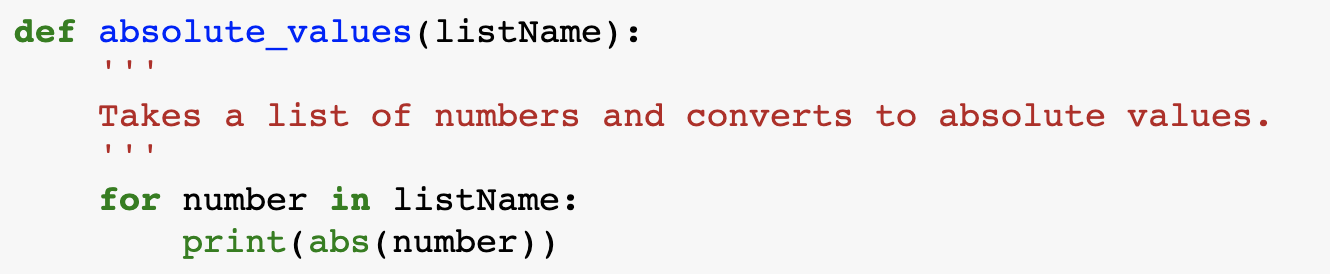 def absolute_values(listName):
    '''
    Takes a list of numbers and converts to absolute values.
    '''
    for number in listName:
        print(abs(number))